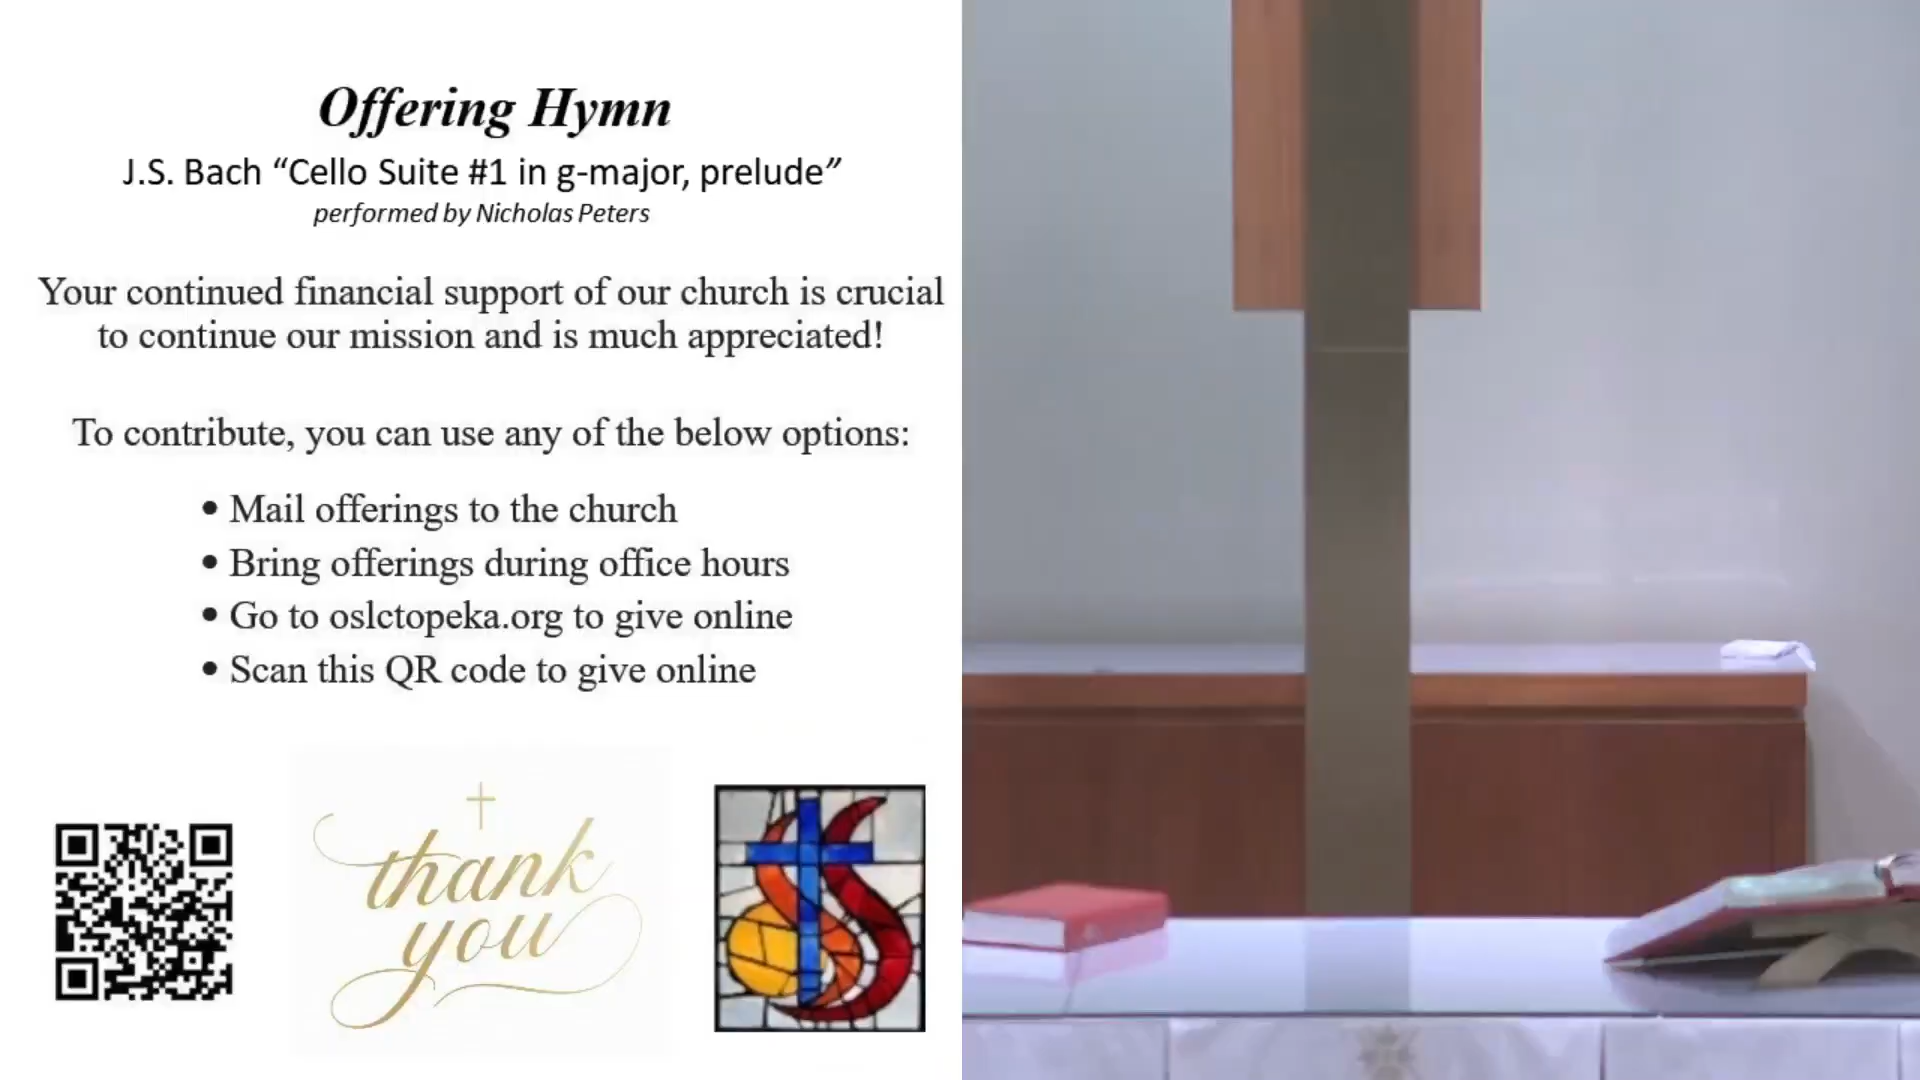 Offering Hymn
J.S. Bach “Cello Suite #1 in g-major, prelude”
performed by Nicholas Peters
Your continued financial support of our church is crucial
to continue our mission and is much appreciated!
To contribute, you can use any of the below options:
• Mail offerings to the church
• Bring offerings during office hours
• Go to oslctopeka.org to give online
• Scan this QR code to give online
thank
you